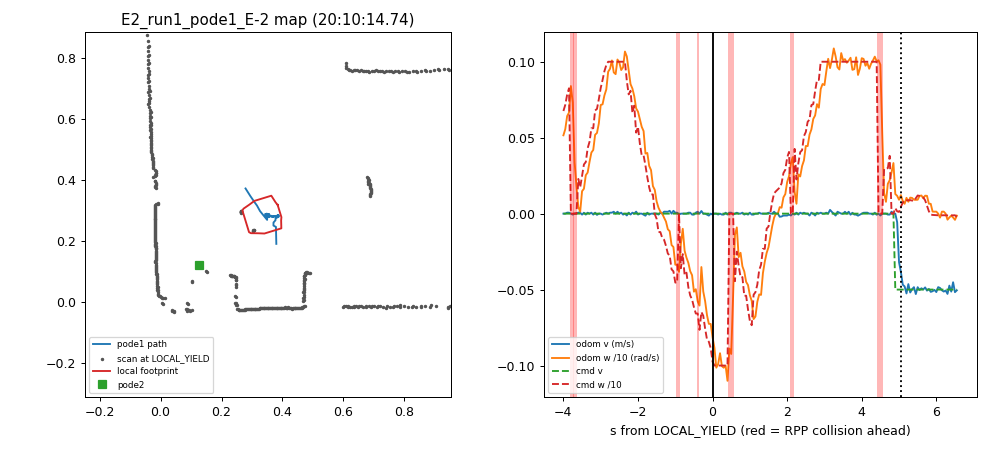 E2_run1_pode1_E-2 map (20:10:14.74)
0.8
0.6
0.4
0.2
0.0
−0.2
−0.2
0.0
0.2
0.4
0.6
0.8
pode1 path
scan at LOCAL_YIELD
local footprint
pode2
0.10
0.05
0.00
−0.05
−0.10
−4
−2
0
2
4
6
odom v (m/s)
odom w /10 (rad/s)
cmd v
cmd w /10
s from LOCAL_YIELD (red = RPP collision ahead)